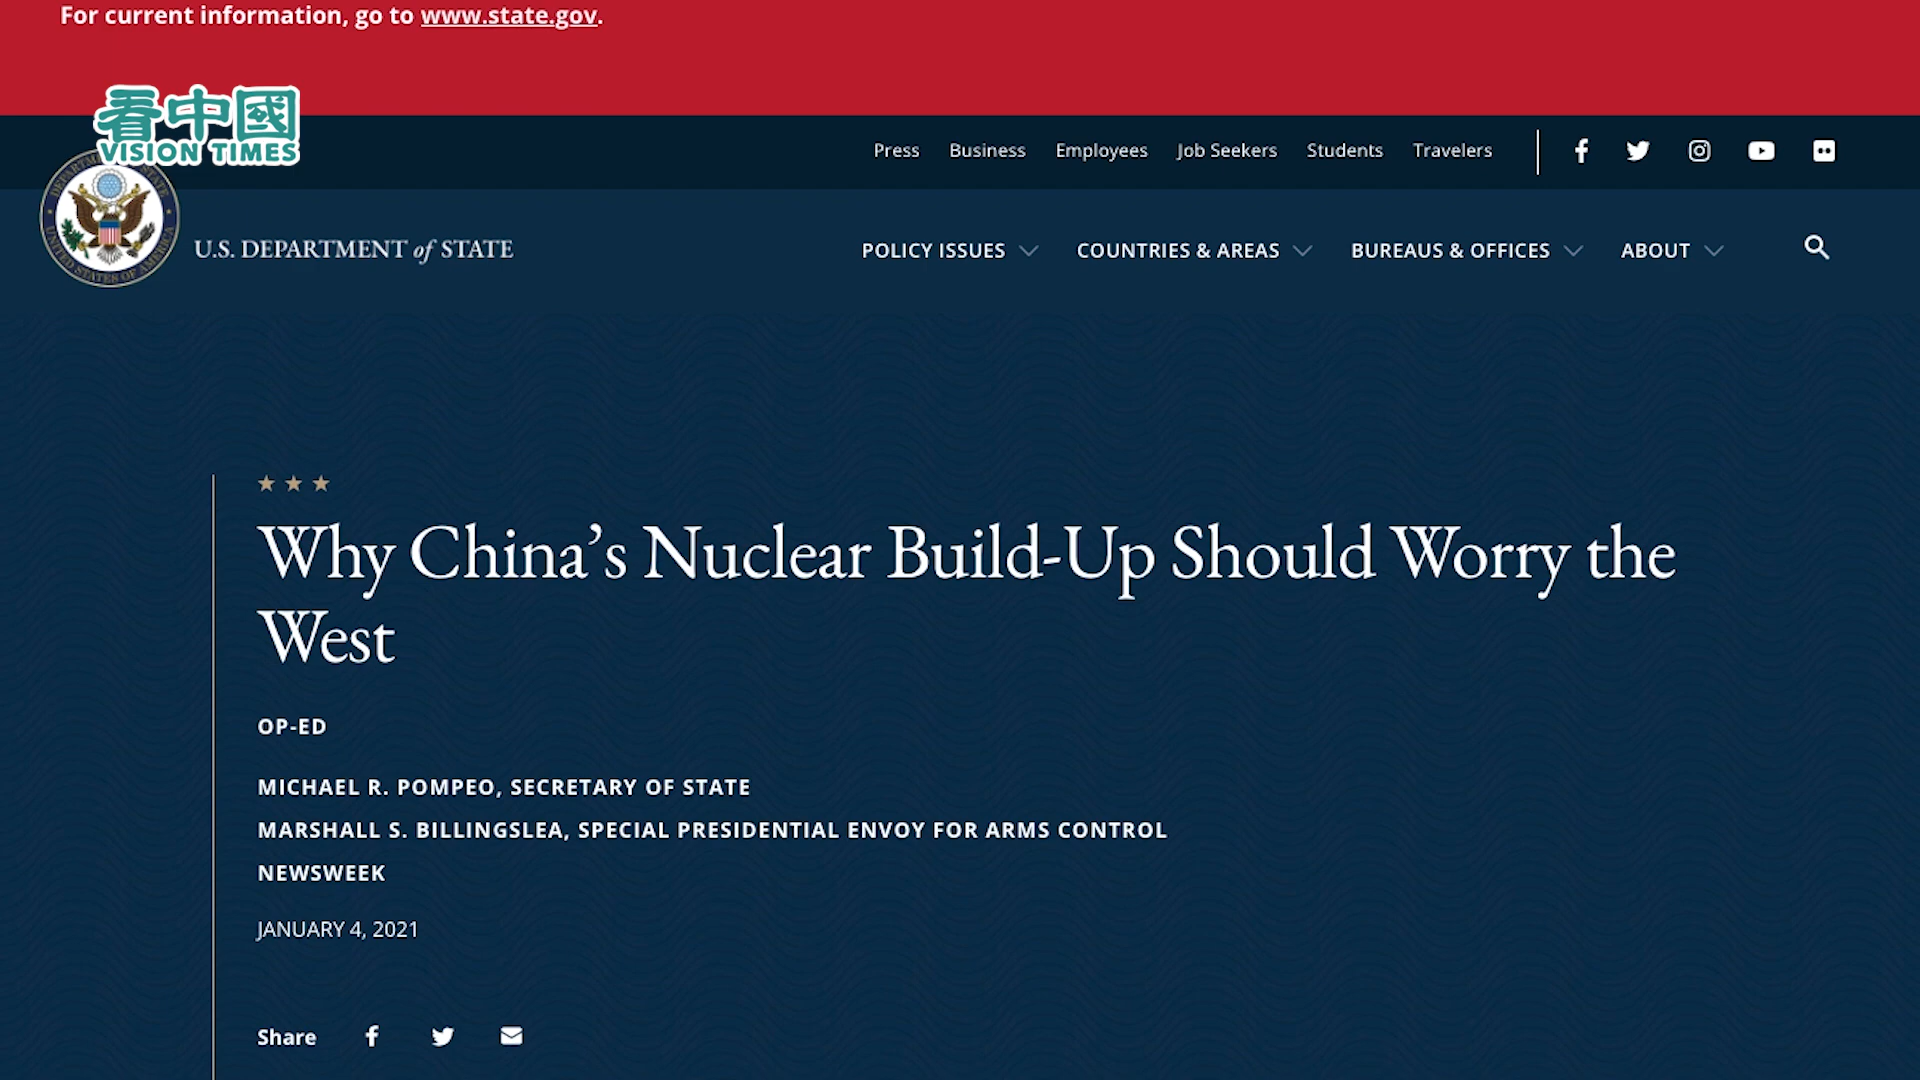 For current information, go to www.state.gov.
看中國
VISION TIMES
Press Business Employees Job Seekers Students Travelers
U.S. DEPARTMENT of STATE
POLICY ISSUES COUNTRIES & AREAS BUREAUS & OFFICES ABOUT
Why China’s Nuclear Build-Up Should Worry the
West
OP-ED
MICHAEL R. POMPEO, SECRETARY OF STATE
MARSHALL S. BILLINGSLEA, SPECIAL PRESIDENTIAL ENVOY FOR ARMS CONTROL
NEWSWEEK
JANUARY 4, 2021
Share